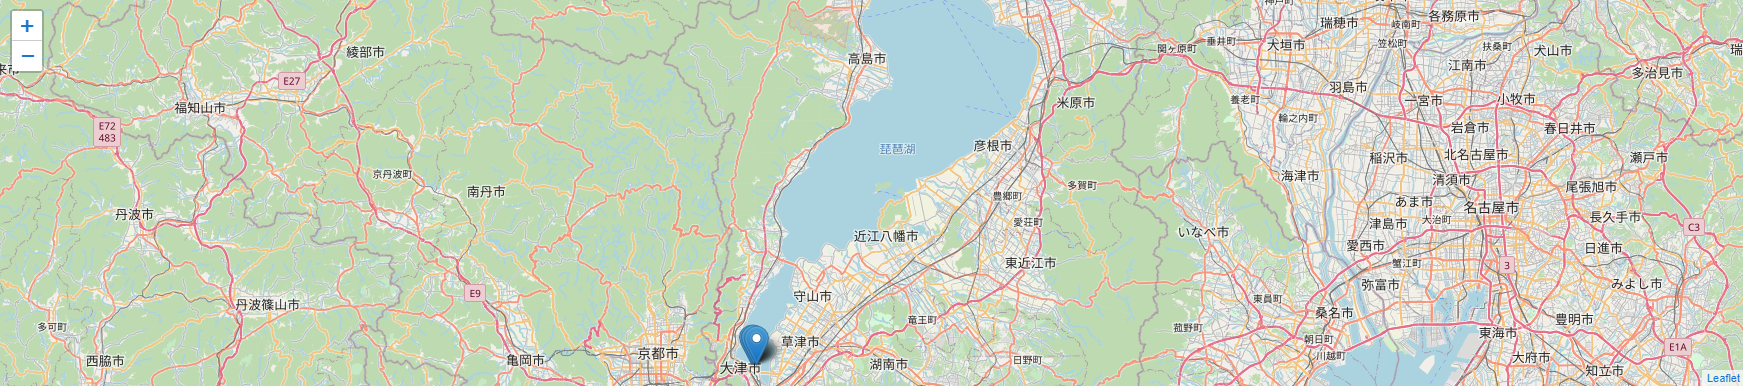 +
−
綾部市
E27
福知山市
E72
483
京丹波町
南丹市
丹波市
丹波篠山市
E9
多可町
西脇市
亀岡市
京都市
大津市
高島市
琵琶湖
米原市
彦根市
豊郷町
多賀町
愛荘町
近江八幡市
東近江市
守山市
竜王町
草津市
湖南市
日野町
神戸町
瑞穂市
岐南町
各務原市
関ヶ原町
垂井町
大垣市
笠松町
扶桑町
犬山市
江南市
多治見市
羽島市
養老町
一宮市
小牧市
輪之内町
岩倉市
春日井市
稲沢市
北名古屋市
瀬戸市
海津市
清須市
尾張旭市
あま市
名古屋市
津島市
大治町
長久手市
C3
いなべ市
愛西市
日進市
蟹江町
3
弥富市
みよし市
東員町
桑名市
豊明市
菰野町
朝日町
東海市
川越町
大府市
E1A
知立市
Leaflet